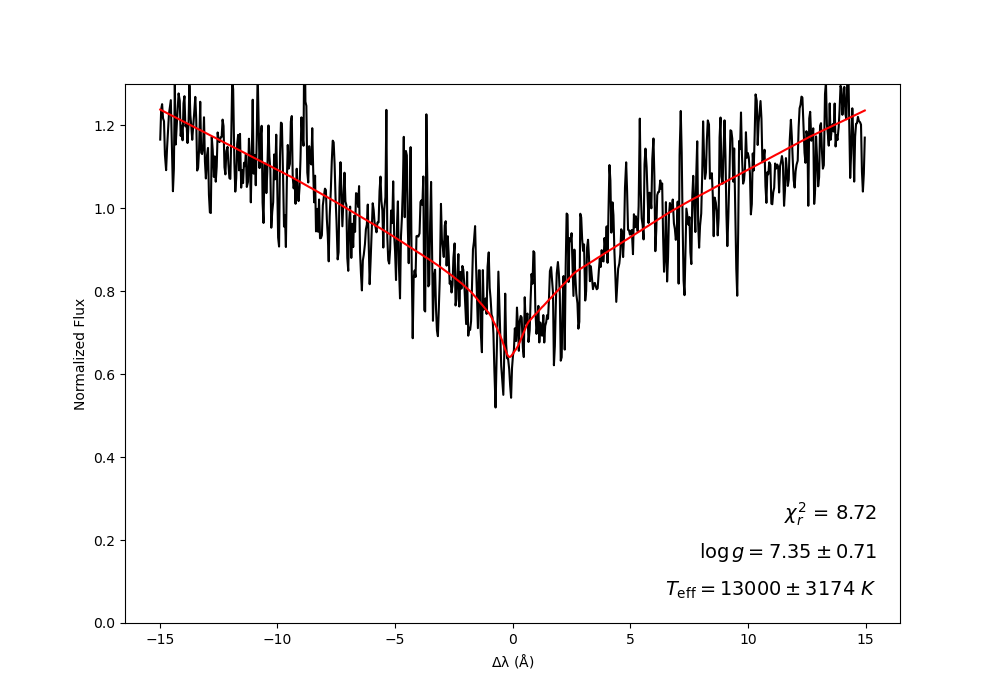 1.2
1.0
0.8
0.6
0.4
0.2
0.0
Normalized Flux
χ²ᵣ = 8.72
log g = 7.35 ± 0.71
T_eff = 13000 ± 3174 K
−15 −10 −5 0 5 10 15
Δλ (Å)